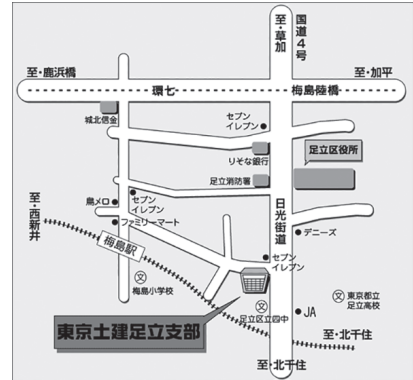 至・草加
国道4号
至・鹿浜橋
至・加平
環七
梅島陸橋
城北信金
セブン
イレブン
りそな銀行
足立区役所
足立消防署
至・西新井
島メロ
セブン
イレブン
ファミリーマート
日光街道
デニーズ
梅島駅
文
梅島小学校
セブン
イレブン
文
足立区立四中
文
東京都立
足立高校
JA
東京土建足立支部
至・北千住
至・北千住